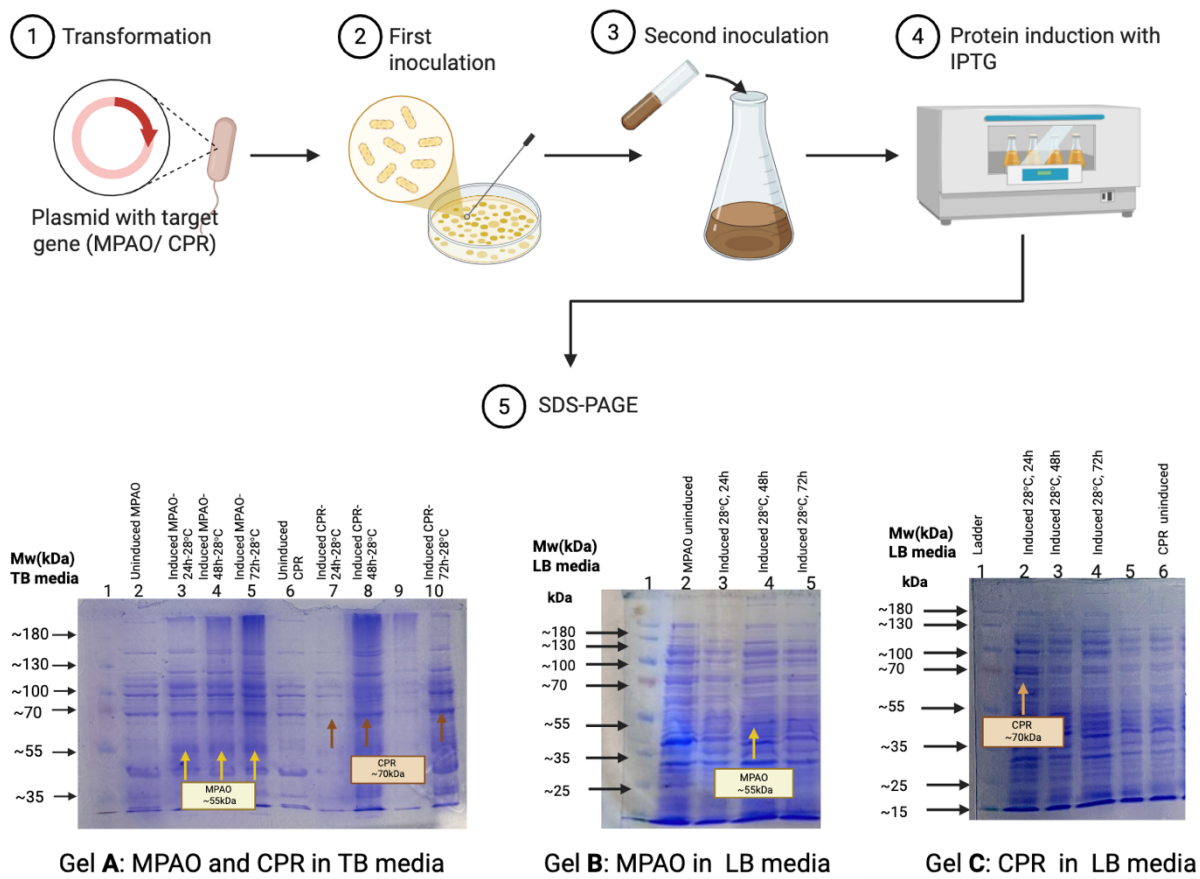 1 Transformation
2 First
inoculation
3 Second inoculation
4 Protein induction with
IPTG
Plasmid with target
gene (MPAO/ CPR)
5 SDS-PAGE
Mw(kDa)
TB media
Uninduced MPAO
Induced MPAO-
24h-28°C
Induced MPAO-
48h-28°C
Induced MPAO-
72h-28°C
Uninduced
CPR
Induced CPR-
24h-28°C
Induced CPR-
48h-28°C
Induced CPR-
72h-28°C
1 2 3 4 5 6 7 8 9 10
~180
~130
~100
~70
~55
~35
MPAO
~55kDa
CPR
~70kDa
Gel A: MPAO and CPR in TB media
Mw(kDa)
LB media
kDa
MPAO uninduced
Induced 28°C, 24h
Induced 28°C, 48h
Induced 28°C, 72h
1 2 3 4 5
~180
~130
~100
~70
~55
~35
~25
MPAO
~55kDa
Gel B: MPAO in LB media
Mw(kDa)
LB media
kDa
Ladder
Induced 28°C, 24h
Induced 28°C, 48h
Induced 28°C, 72h
CPR uninduced
1 2 3 4 5 6
~180
~130
~100
~70
~55
~35
~25
~15
CPR
~70kDa
Gel C: CPR in LB media